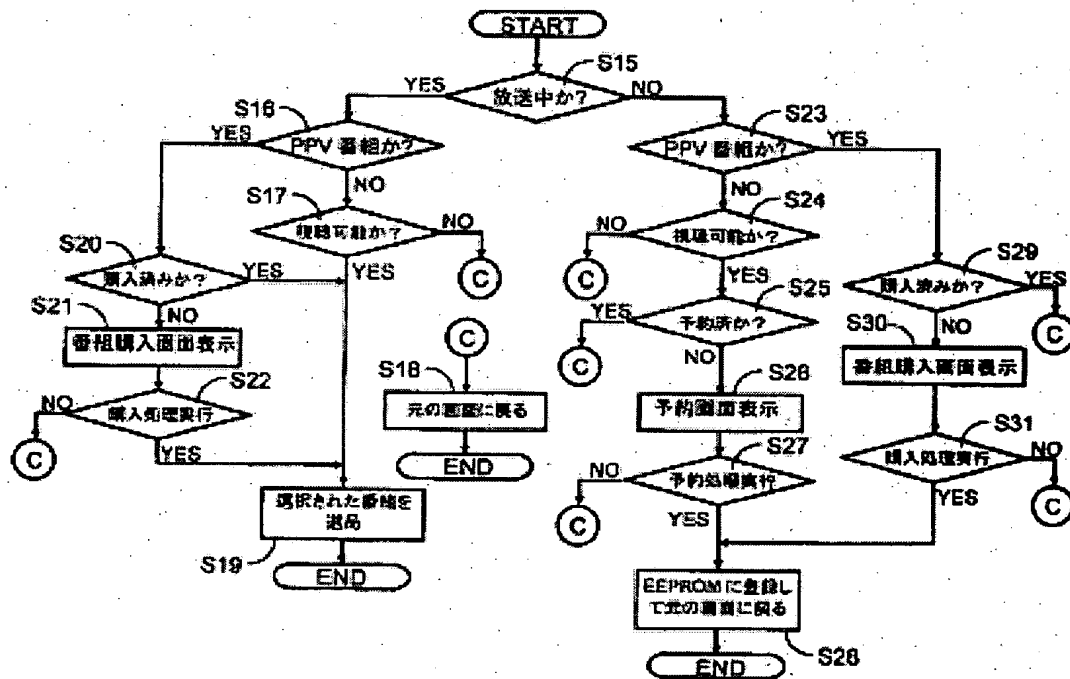 START
S15
放送中か?
YES
NO
S16
PPV 番組か?
YES
NO
S23
PPV 番組か?
YES
NO
S17
視聴可能か?
NO
YES
C
S24
視聴可能か?
NO
YES
C
S20
購入済みか?
YES
NO
S25
予約済か?
YES
NO
C
S29
購入済みか?
YES
NO
C
S21
番組購入画面表示
S22
購入処理実行
NO
YES
C
C
S18
元の画面に戻る
END
S26
予約画面表示
S30
番組購入画面表示
S27
予約処理実行
NO
YES
C
S31
購入処理実行
NO
YES
C
選択された番組を
S19
END
EEPROMに登録し
て元の画面に戻る
S28
END